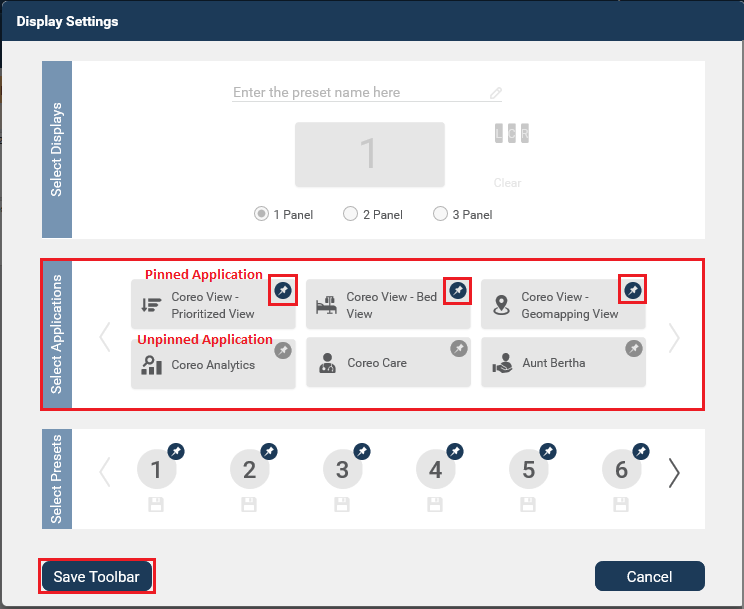 Display Settings
Select Displays
Enter the preset name here
1
L C R
Clear
1 Panel
2 Panel
3 Panel
Select Applications
Pinned Application
Coreo View -
Prioritized View
Coreo View - Bed
View
Coreo View -
Geomapping View
Unpinned Application
Coreo Analytics
Coreo Care
Aunt Bertha
Select Presets
1
2
3
4
5
6
Save Toolbar
Cancel